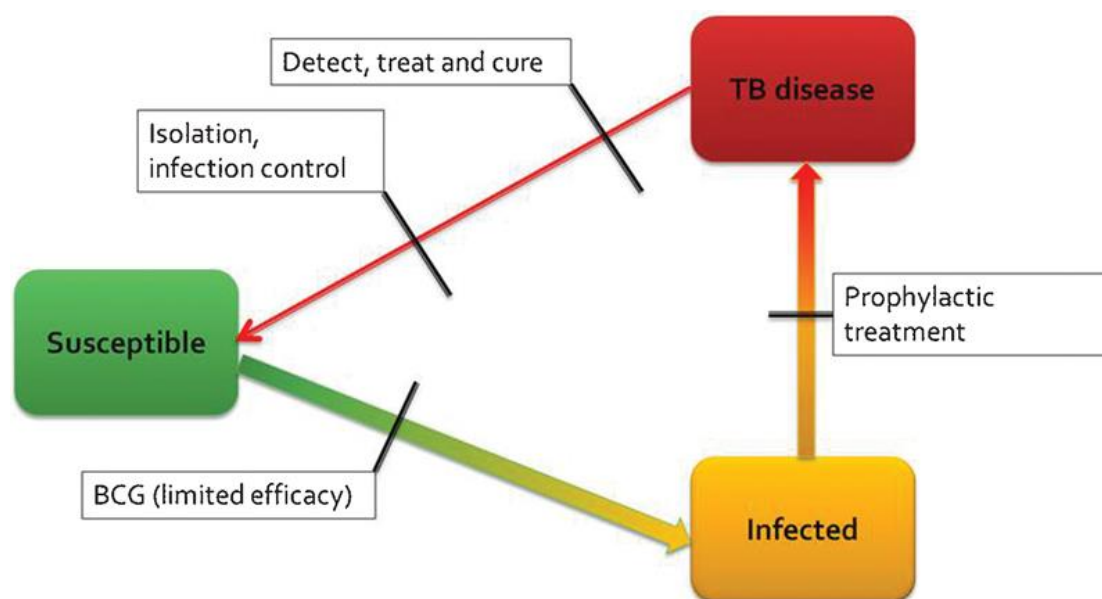 Detect, treat and cure
TB disease
Isolation,
infection control
Susceptible
Prophylactic
treatment
BCG (limited efficacy)
Infected